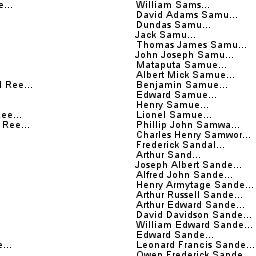 e...
William Sams...
David Adams Samu...
Dundas Samu...
Jack Samu...
Thomas James Samu...
John Joseph Samu...
Mataputa Samue...
Albert Mick Samue...
l Ree...
Benjamin Samue...
Edward Samue...
Henry Samue...
ee...
Lionel Samue...
Ree...
Phillip John Samwa...
Charles Henry Samwor...
Frederick Sandal...
Arthur Sand...
Joseph Albert Sande...
Alfred John Sande...
Henry Armytage Sande...
Arthur Russell Sande...
Arthur Edward Sande...
David Davidson Sande...
William Edward Sande...
Edward Sande...
e...
Leonard Francis Sande...
Owen Frederick Sande